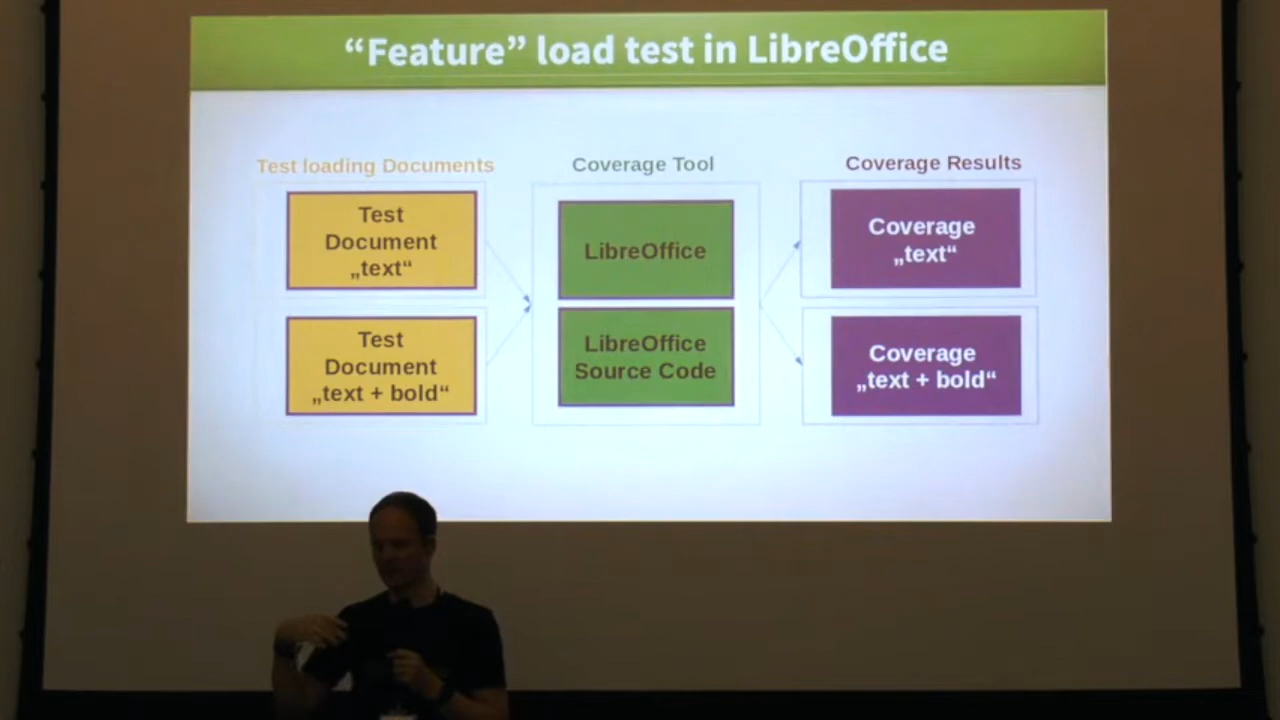 “Feature” load test in LibreOffice
Test loading Documents
Test
Document
„text“
Test
Document
„text + bold“
Coverage Tool
LibreOffice
LibreOffice
Source Code
Coverage Results
Coverage
„text“
Coverage
„text + bold“